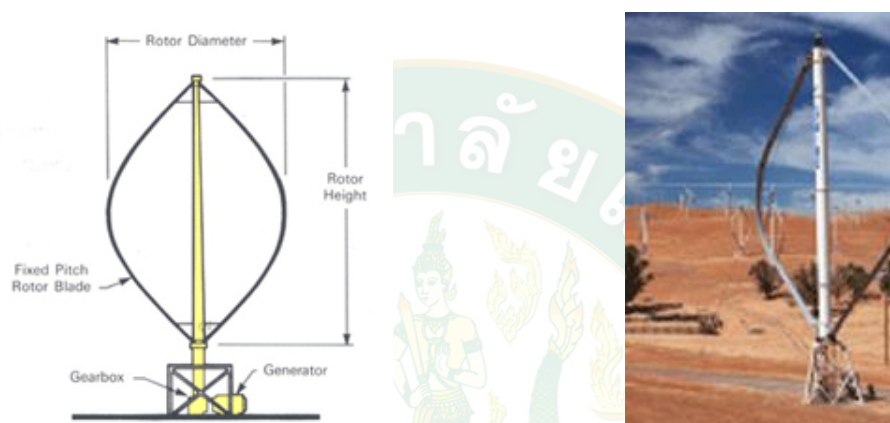 Rotor Diameter
Rotor
Height
Fixed Pitch
Rotor Blade
Gearbox
Generator
าลัย